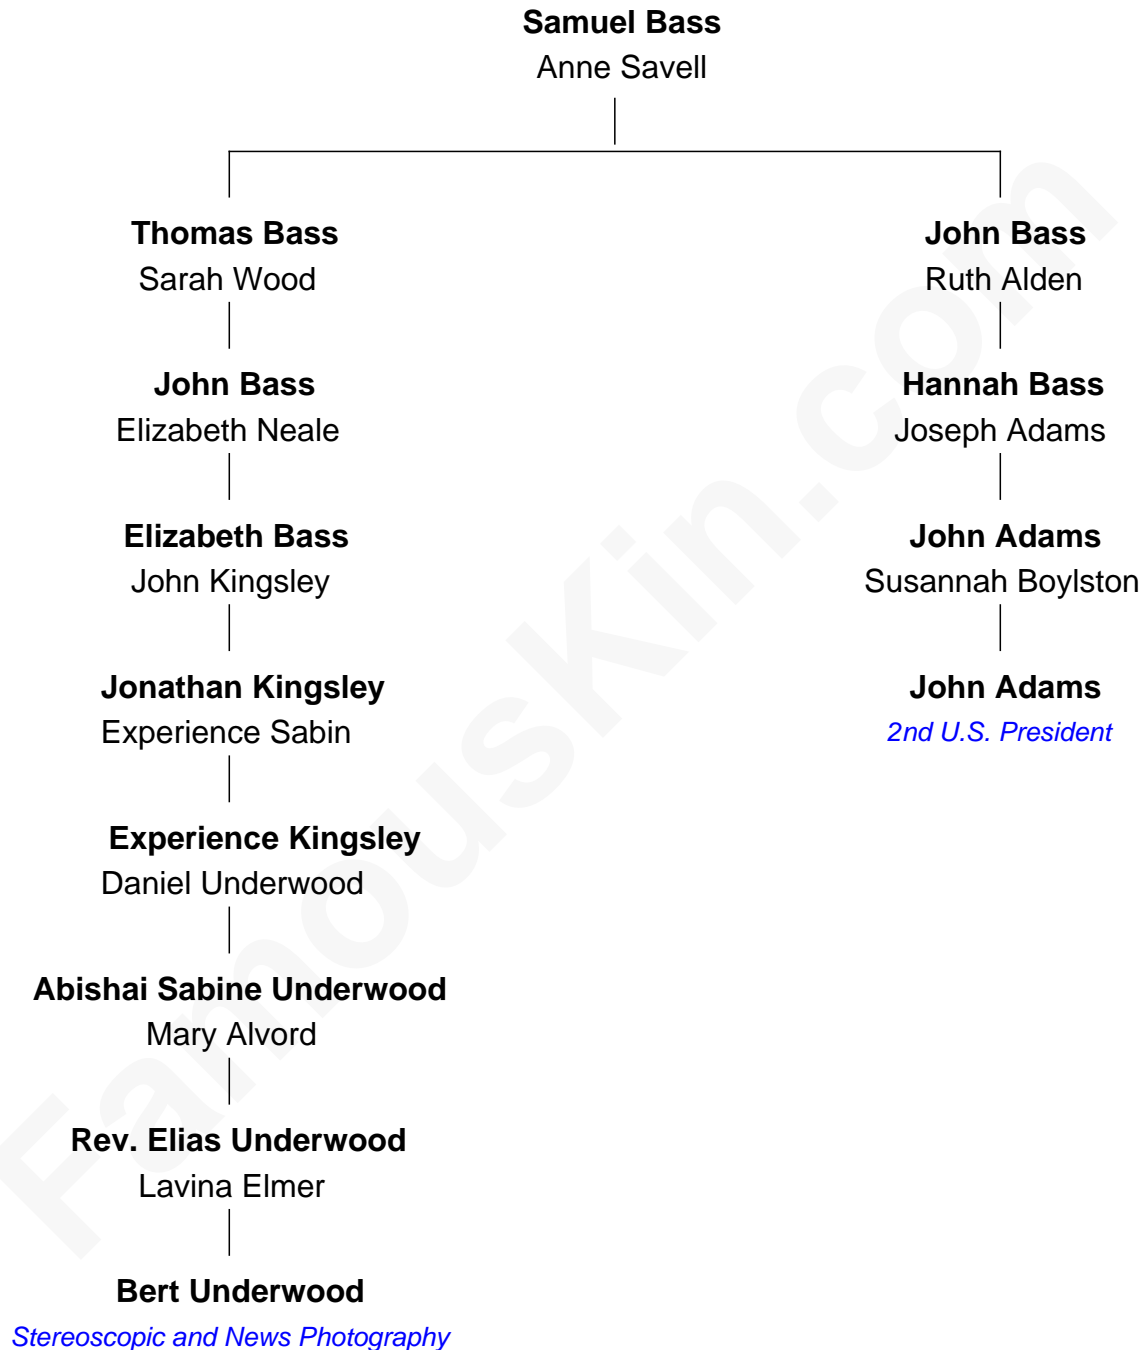 Samuel Bass
Anne Savell
Thomas Bass
Sarah Wood
John Bass
Ruth Alden
John Bass
Elizabeth Neale
Hannah Bass
Joseph Adams
Elizabeth Bass
John Kingsley
John Adams
Susannah Boylston
Jonathan Kingsley
Experience Sabin
John Adams
2nd U.S. President
Experience Kingsley
Daniel Underwood
Abishai Sabine Underwood
Mary Alvord
Rev. Elias Underwood
Lavina Elmer
Bert Underwood
Stereoscopic and News Photography
FamousKin.com